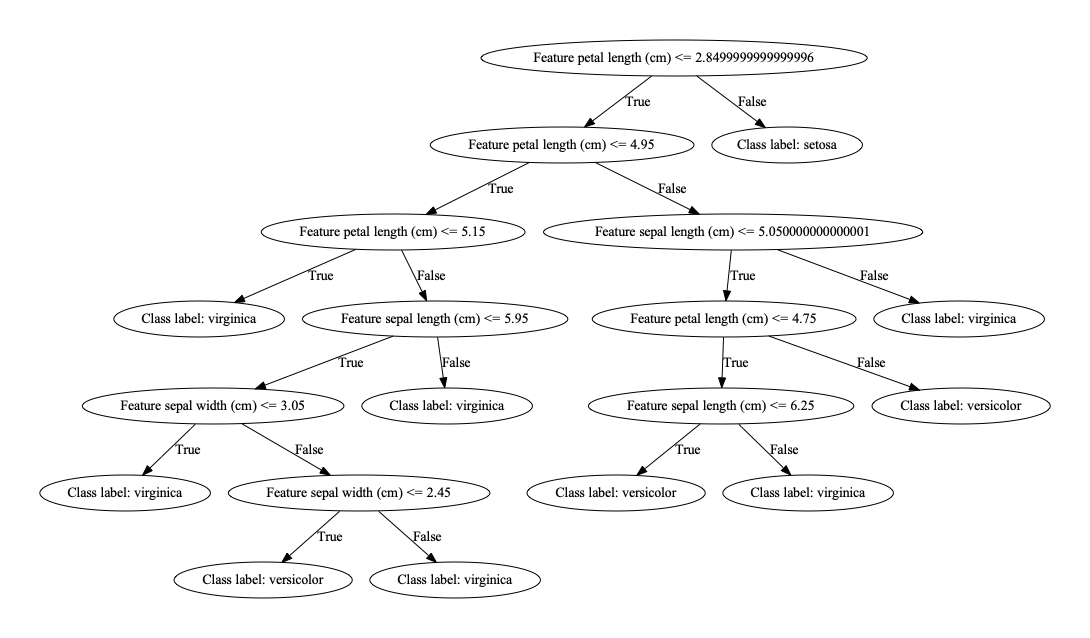 Feature petal length (cm) <= 2.8499999999999996
True
False
Feature petal length (cm) <= 4.95
Class label: setosa
True
False
Feature petal length (cm) <= 5.15
Feature sepal length (cm) <= 5.050000000000001
True
False
True
False
Class label: virginica
Feature sepal length (cm) <= 5.95
Feature petal length (cm) <= 4.75
Class label: virginica
True
False
True
False
Feature sepal width (cm) <= 3.05
Class label: virginica
Feature sepal length (cm) <= 6.25
Class label: versicolor
True
False
True
False
Class label: virginica
Feature sepal width (cm) <= 2.45
Class label: versicolor
Class label: virginica
True
False
Class label: versicolor
Class label: virginica